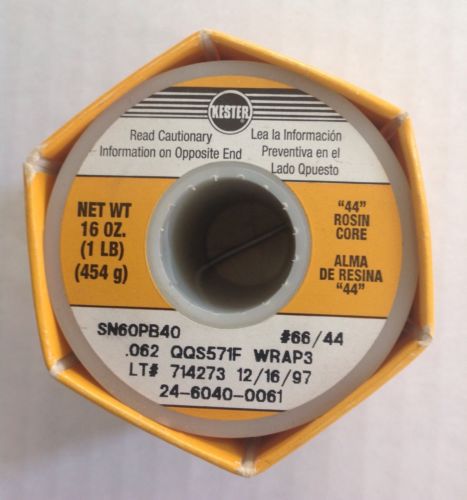 KESTER
Read Cautionary
Information on Opposite End
Lea la Información
Preventiva en el
Lado Qpuesto
NET WT
16 OZ.
(1 LB)
(454 g)
"44"
ROSIN
CORE
ALMA
DE RESINA
"44"
SN60PB40 #66/44
.062 QQS571F WRAP3
LT# 714273 12/16/97
24-6040-0061